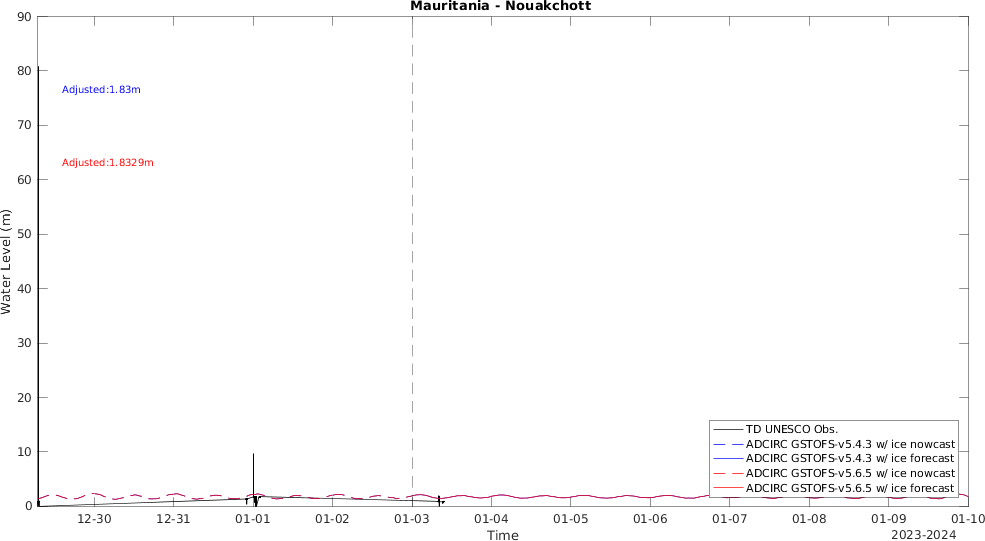 Mauritania - Nouakchott
90
80
70
60
50
40
30
20
10
0
Water Level (m)
Adjusted:1.83m
Adjusted:1.8329m
TD UNESCO Obs.
ADCIRC GSTOFS-v5.4.3 w/ ice nowcast
ADCIRC GSTOFS-v5.4.3 w/ ice forecast
ADCIRC GSTOFS-v5.6.5 w/ ice nowcast
ADCIRC GSTOFS-v5.6.5 w/ ice forecast
12-30 12-31 01-01 01-02 01-03 01-04 01-05 01-06 01-07 01-08 01-09 01-10
Time
2023-2024